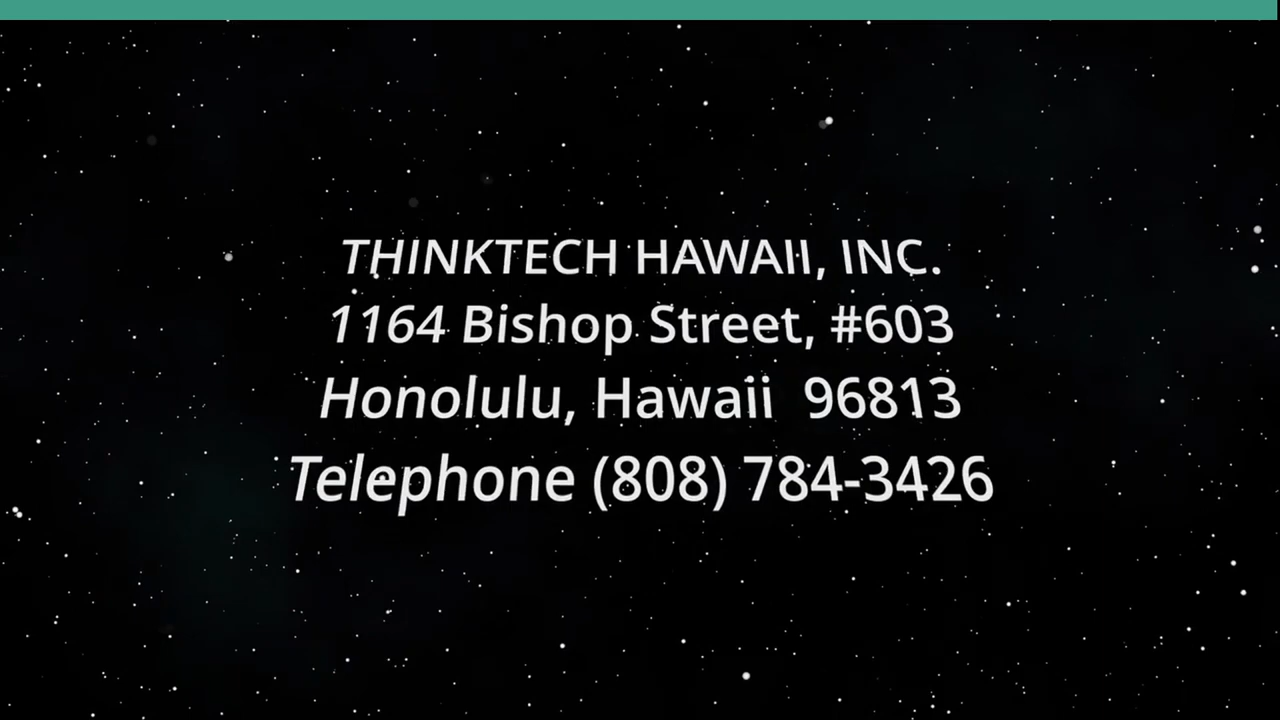 THINKTECH HAWAII, INC.
1164 Bishop Street, #603
Honolulu, Hawaii  96813
Telephone (808) 784-3426